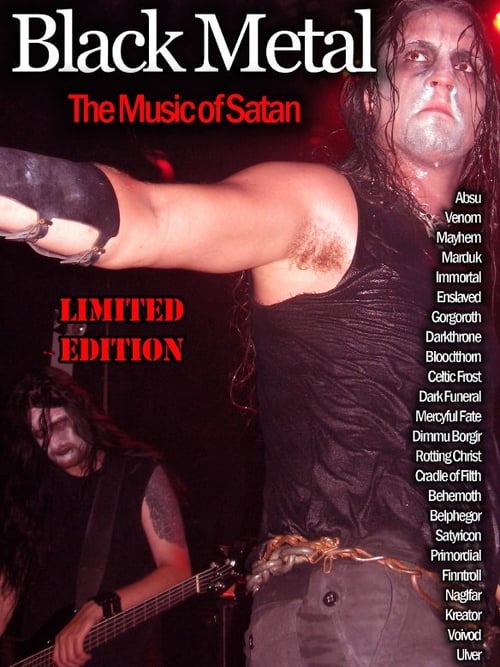 Black Metal
The Music of Satan
LIMITED
EDITION
Absu
Venom
Mayhem
Marduk
Immortal
Enslaved
Gorgoroth
Darkthrone
Bloodthorn
Celtic Frost
Dark Funeral
Mercyful Fate
Dimmu Borgir
Rotting Christ
Cradle of Filth
Behemoth
Belphegor
Satyricon
Primordial
Finntroll
Naglfar
Kreator
Voivod
Ulver